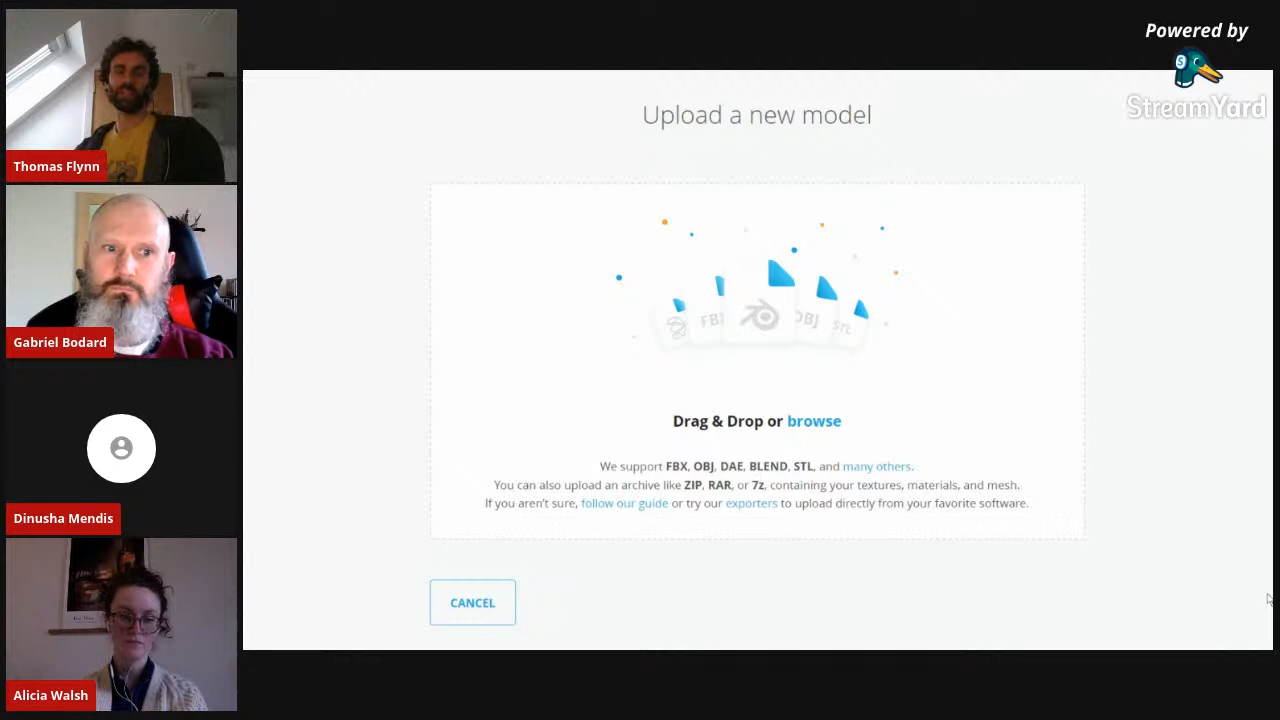 Powered by
StreamYard
Thomas Flynn
Gabriel Bodard
Dinusha Mendis
Alicia Walsh
Upload a new model
FBX
OBJ
STL
Drag & Drop or browse
We support FBX, OBJ, DAE, BLEND, STL, and many others.
You can also upload an archive like ZIP, RAR, or 7z, containing your textures, materials, and mesh.
If you aren't sure, follow our guide or try our exporters to upload directly from your favorite software.
CANCEL